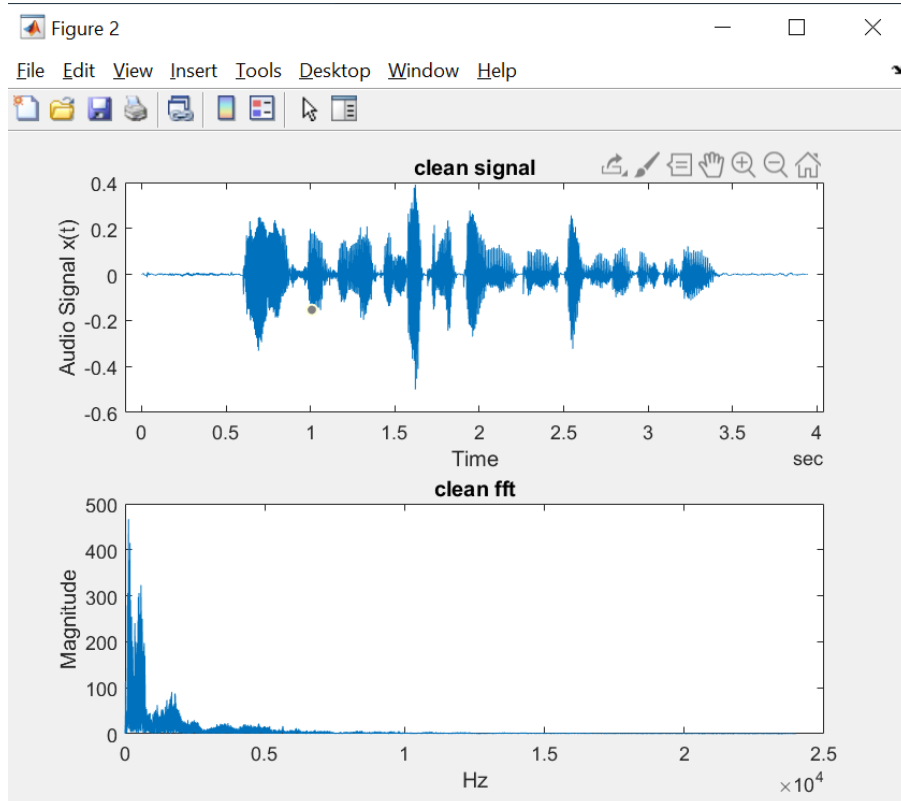 Figure 2
File Edit View Insert Tools Desktop Window Help
clean signal
0.4
0.2
0
-0.2
-0.4
-0.6
Audio Signal x(t)
0 0.5 1 1.5 2 2.5 3 3.5 4
Time
sec
clean fft
500
400
300
200
100
0
Magnitude
0 0.5 1 1.5 2 2.5
Hz
×10⁴